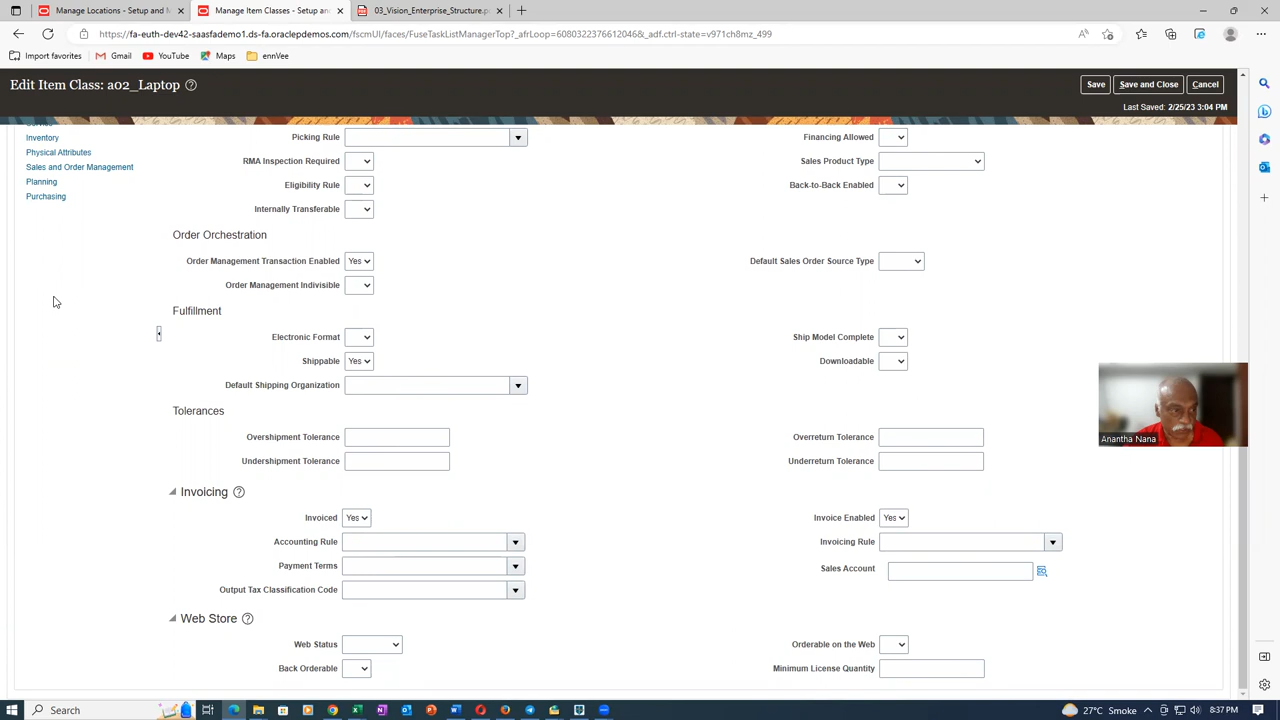 Manage Locations - Setup and M
Manage Item Classes - Setup and
03_Vision_Enterprise_Structure.p
https://fa-euth-dev42-saasfademo1.ds-fa.oraclepdemos.com/fscmUI/faces/FuseTaskListManagerTop?_afrLoop=6080322376612046&_adf.ctrl-state=v971ch8mz_499
Import favorites
Gmail
YouTube
Maps
ennVee
Edit Item Class: a02_Laptop
Save
Save and Close
Cancel
Last Saved: 2/5/23 3:04 PM
Service
Inventory
Physical Attributes
Sales and Order Management
Planning
Purchasing
Picking Rule
Financing Allowed
RMA Inspection Required
Sales Product Type
Eligibility Rule
Back-to-Back Enabled
Internally Transferable
Order Orchestration
Order Management Transaction Enabled Yes
Default Sales Order Source Type
Order Management Indivisible
Fulfillment
Electronic Format
Ship Model Complete
Shippable Yes
Downloadable
Default Shipping Organization
Tolerances
Overshipment Tolerance
Overreturn Tolerance
Undershipment Tolerance
Underreturn Tolerance
Invoicing
Invoiced Yes
Invoice Enabled Yes
Accounting Rule
Invoicing Rule
Payment Terms
Sales Account
Output Tax Classification Code
Web Store
Web Status
Orderable on the Web
Back Orderable
Minimum License Quantity
Anantha Nana
Search
27°C Smoke
8:37 PM